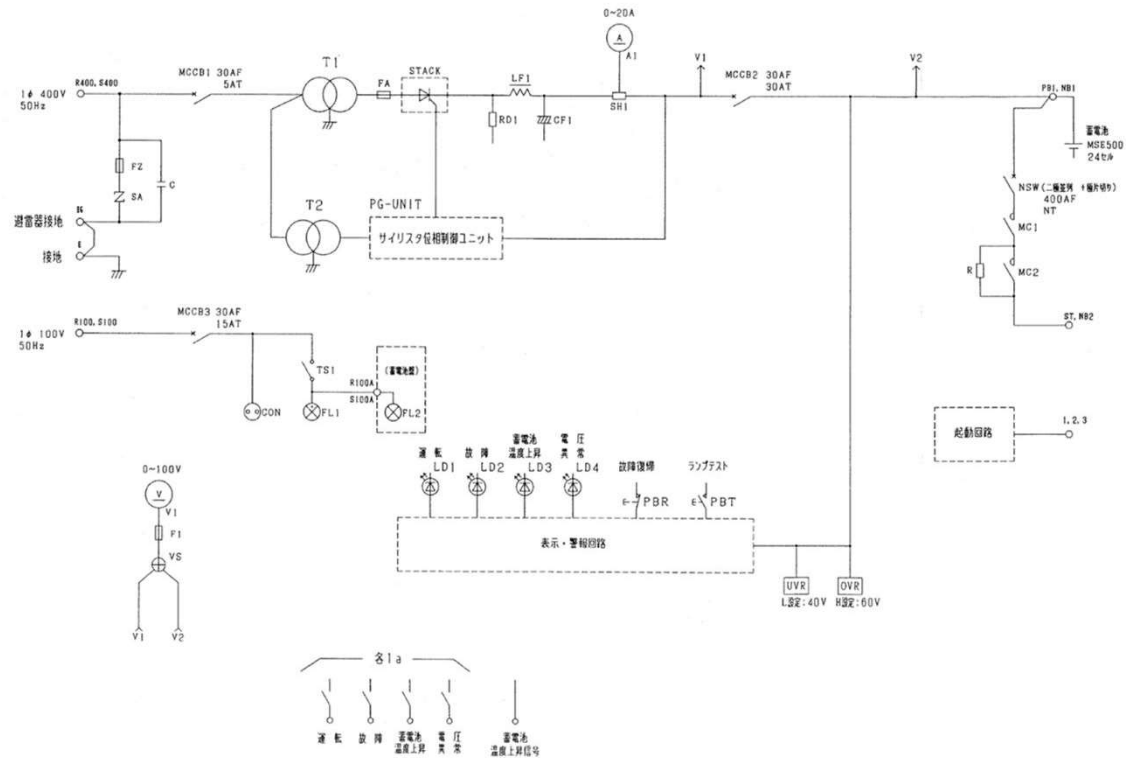 0~20A
A
A1
T1
MCCB1 30AF
5AT
FA
STACK
LF1
V1
MCCB2 30AF
30AT
V2
R400, S400
1φ 400V
50Hz
RD1
CF1
SH1
PB1, NB1
蓄電池
MSE500
24セル
FZ
SA
C
NSW (二極並列 +極片切り)
400AF
NT
T2
PG-UNIT
サイリスタ位相制御ユニット
避雷器接地
E
接地
MC1
R
MC2
ST, NB2
MCCB3 30AF
15AT
R100, S100
1φ 100V
50Hz
TS1
(蓄電池盤)
R100A
S100A
CON
FL1
FL2
起動回路
1, 2, 3
運 転
故 障
蓄電池
温度上昇
電 圧
異 常
故障復帰
ランプテスト
LD1
LD2
LD3
LD4
PBR
PBT
0~100V
V
V1
F1
VS
V1
V2
表示・警報回路
UVR
L設定:40V
OVR
H設定:60V
各1a
運 転
故 障
蓄電池
温度上昇
電 圧
異 常
蓄電池
温度上昇信号